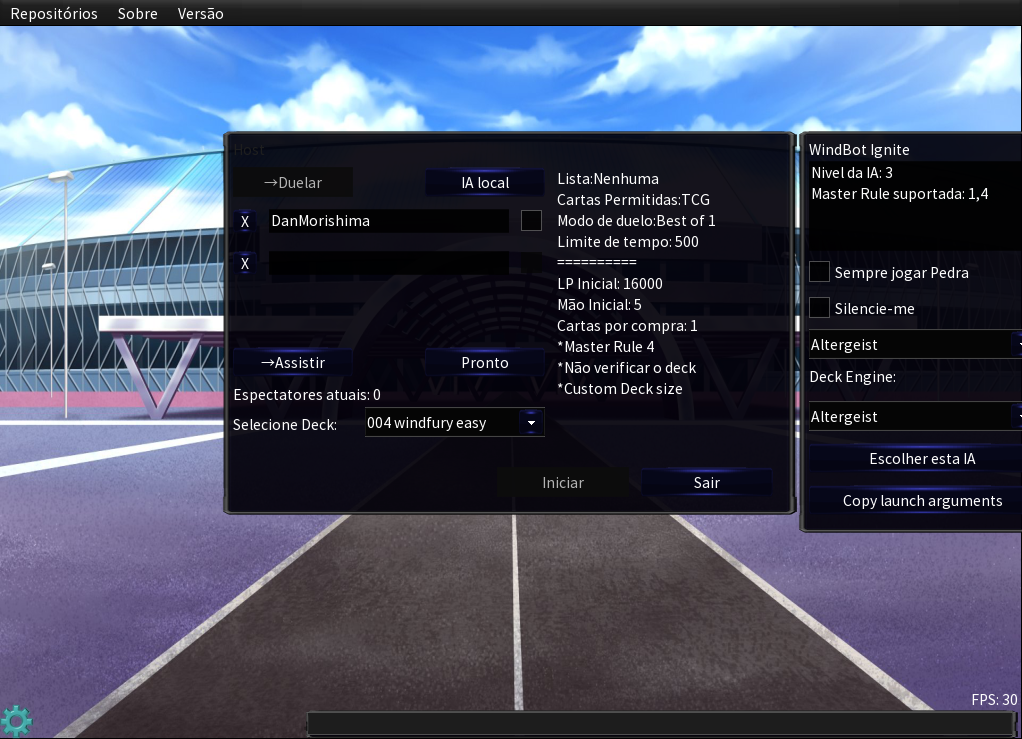 Repositórios Sobre Versão
Host
→Duelar
IA local
X DanMorishima
X
→Assistir
Pronto
Espectadores atuais: 0
Selecione Deck: 004 windfury easy
Iniciar
Sair
Lista:Nenhuma
Cartas Permitidas:TCG
Modo de duelo:Best of 1
Limite de tempo: 500
==========
LP Inicial: 16000
Mão Inicial: 5
Cartas por compra: 1
*Master Rule 4
*Não verificar o deck
*Custom Deck size
WindBot Ignite
Nivel da IA: 3
Master Rule suportada: 1,4
Sempre jogar Pedra
Silencie-me
Altergeist
Deck Engine:
Altergeist
Escolher esta IA
Copy launch arguments
FPS: 30